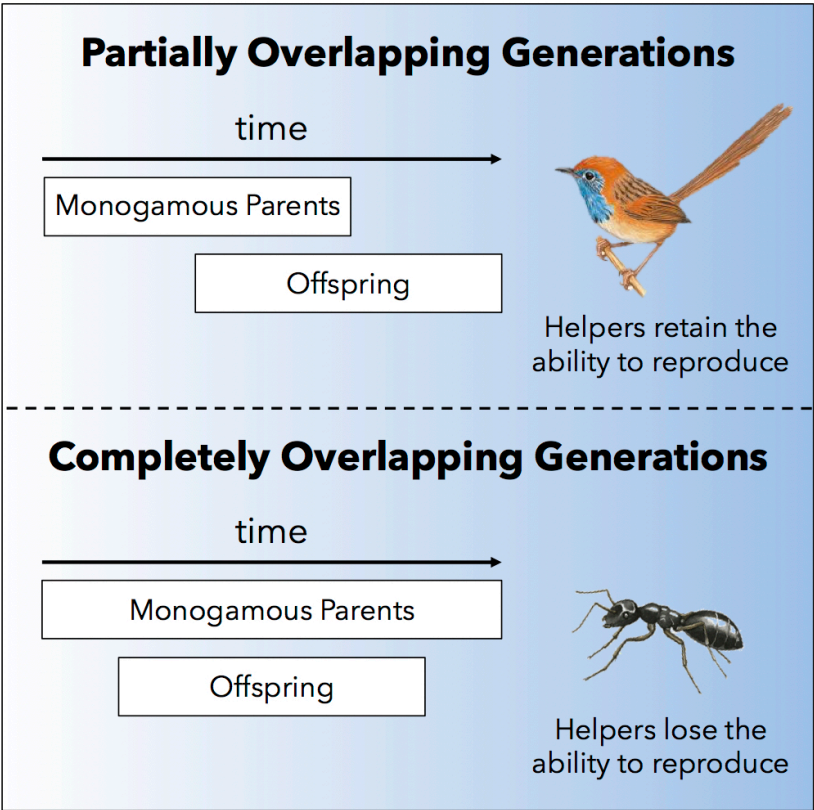 Partially Overlapping Generations
time
Monogamous Parents
Offspring
Helpers retain the
ability to reproduce
Completely Overlapping Generations
time
Monogamous Parents
Offspring
Helpers lose the
ability to reproduce